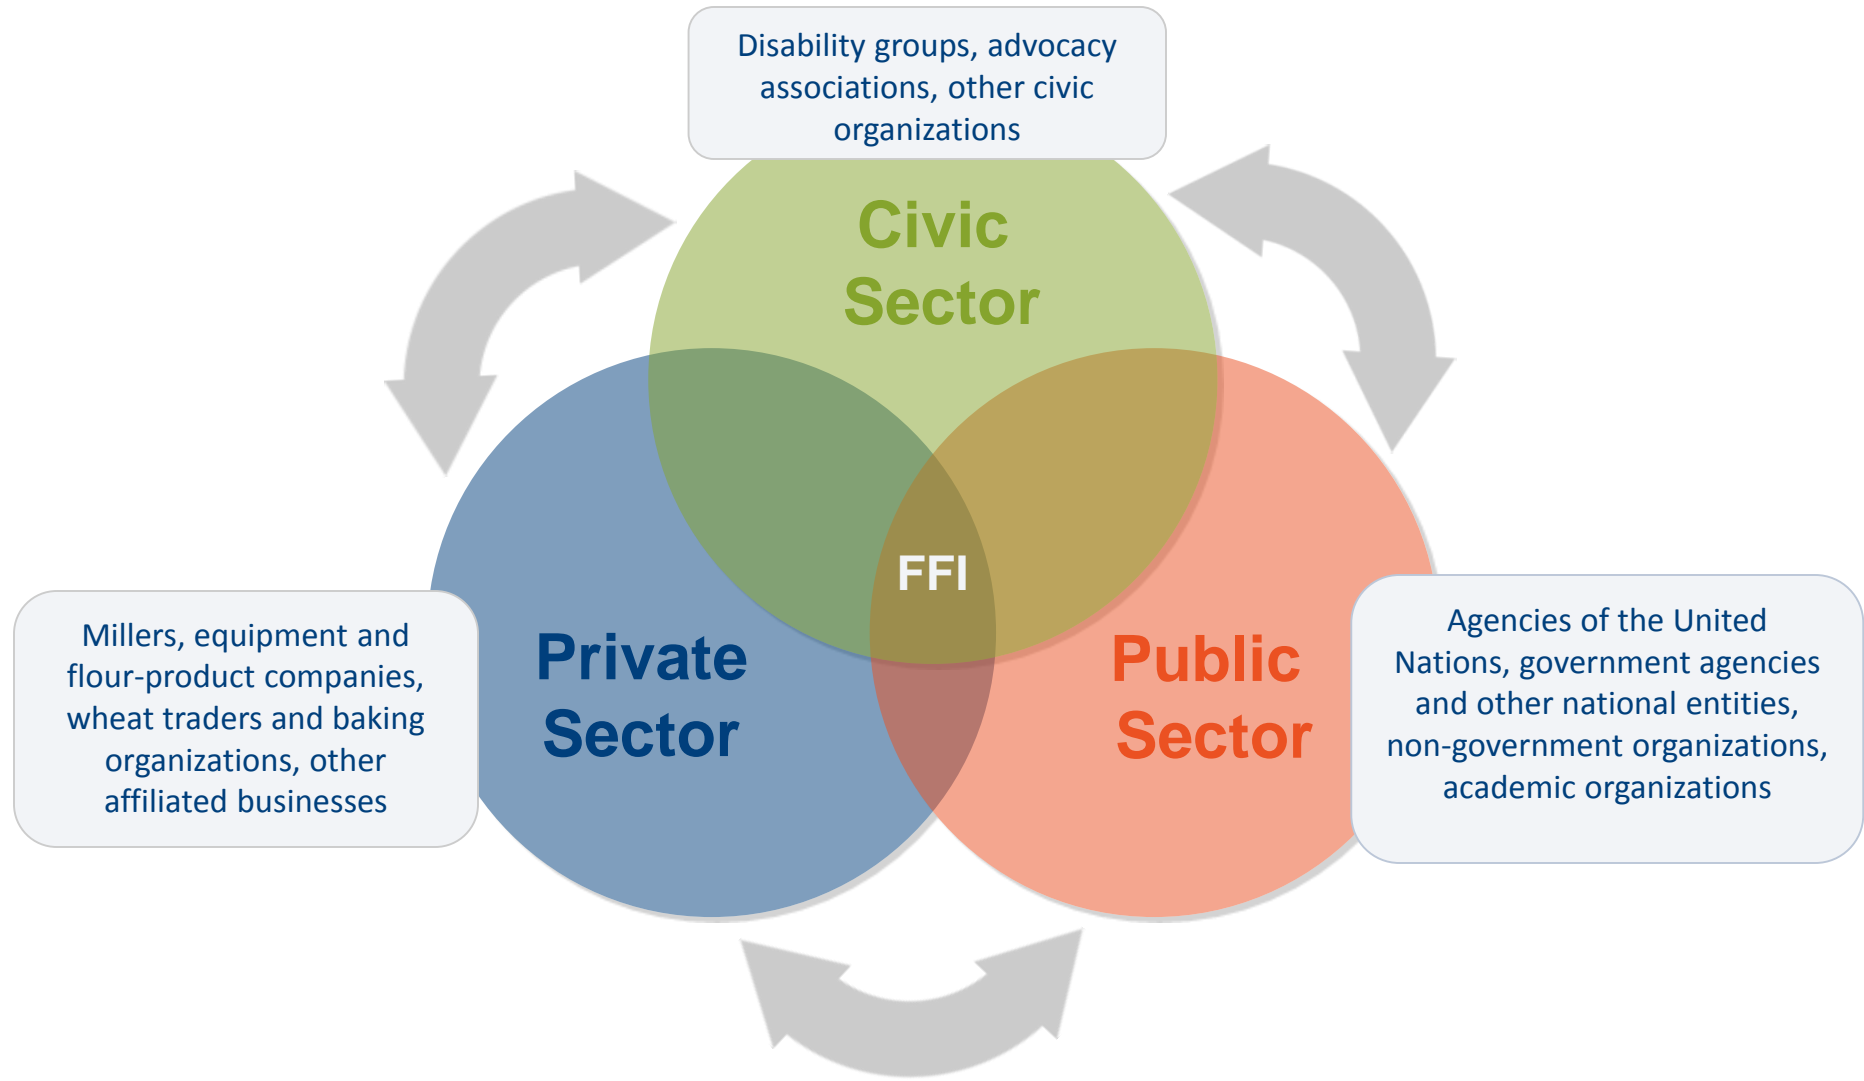 Disability groups, advocacy
associations, other civic
organizations
Civic
Sector
FFI
Private
Sector
Millers, equipment and
flour-product companies,
wheat traders and baking
organizations, other
affiliated businesses
Public
Sector
Agencies of the United
Nations, government agencies
and other national entities,
non-government organizations,
academic organizations